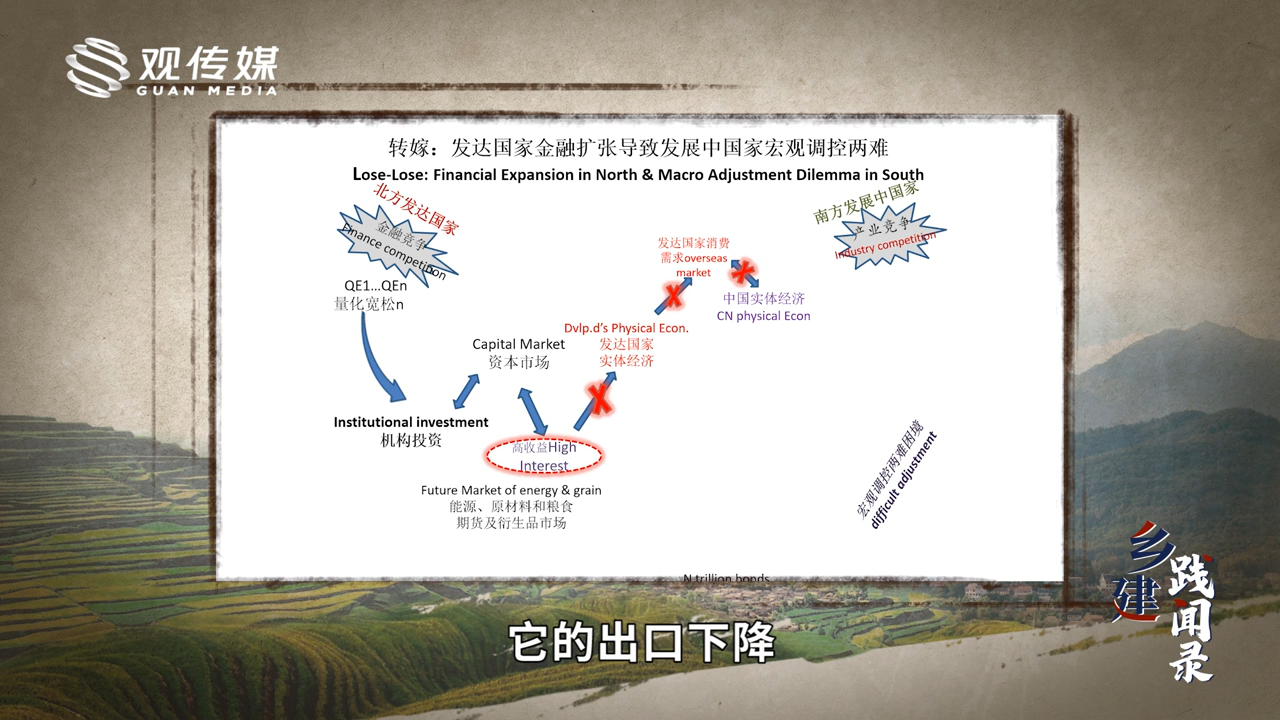 观传媒
GUAN MEDIA
转嫁：发达国家金融扩张导致发展中国家宏观调控两难
Lose-Lose: Financial Expansion in North & Macro Adjustment Dilemma in South
北方发达国家
金融竞争
Finance competition
南方发展中国家
产业竞争
Industry competition
QE1...QEn
量化宽松n
发达国家消费
需求overseas
market
中国实体经济
CN physical Econ
Dvlp.d's Physical Econ.
发达国家
实体经济
Capital Market
资本市场
Institutional investment
机构投资
高收益High
Interest
Future Market of energy & grain
能源、原材料和粮食
期货及衍生品市场
宏观调控两难困境
difficult adjustment
N trillion bonds
乡建
践闻录
它的出口下降